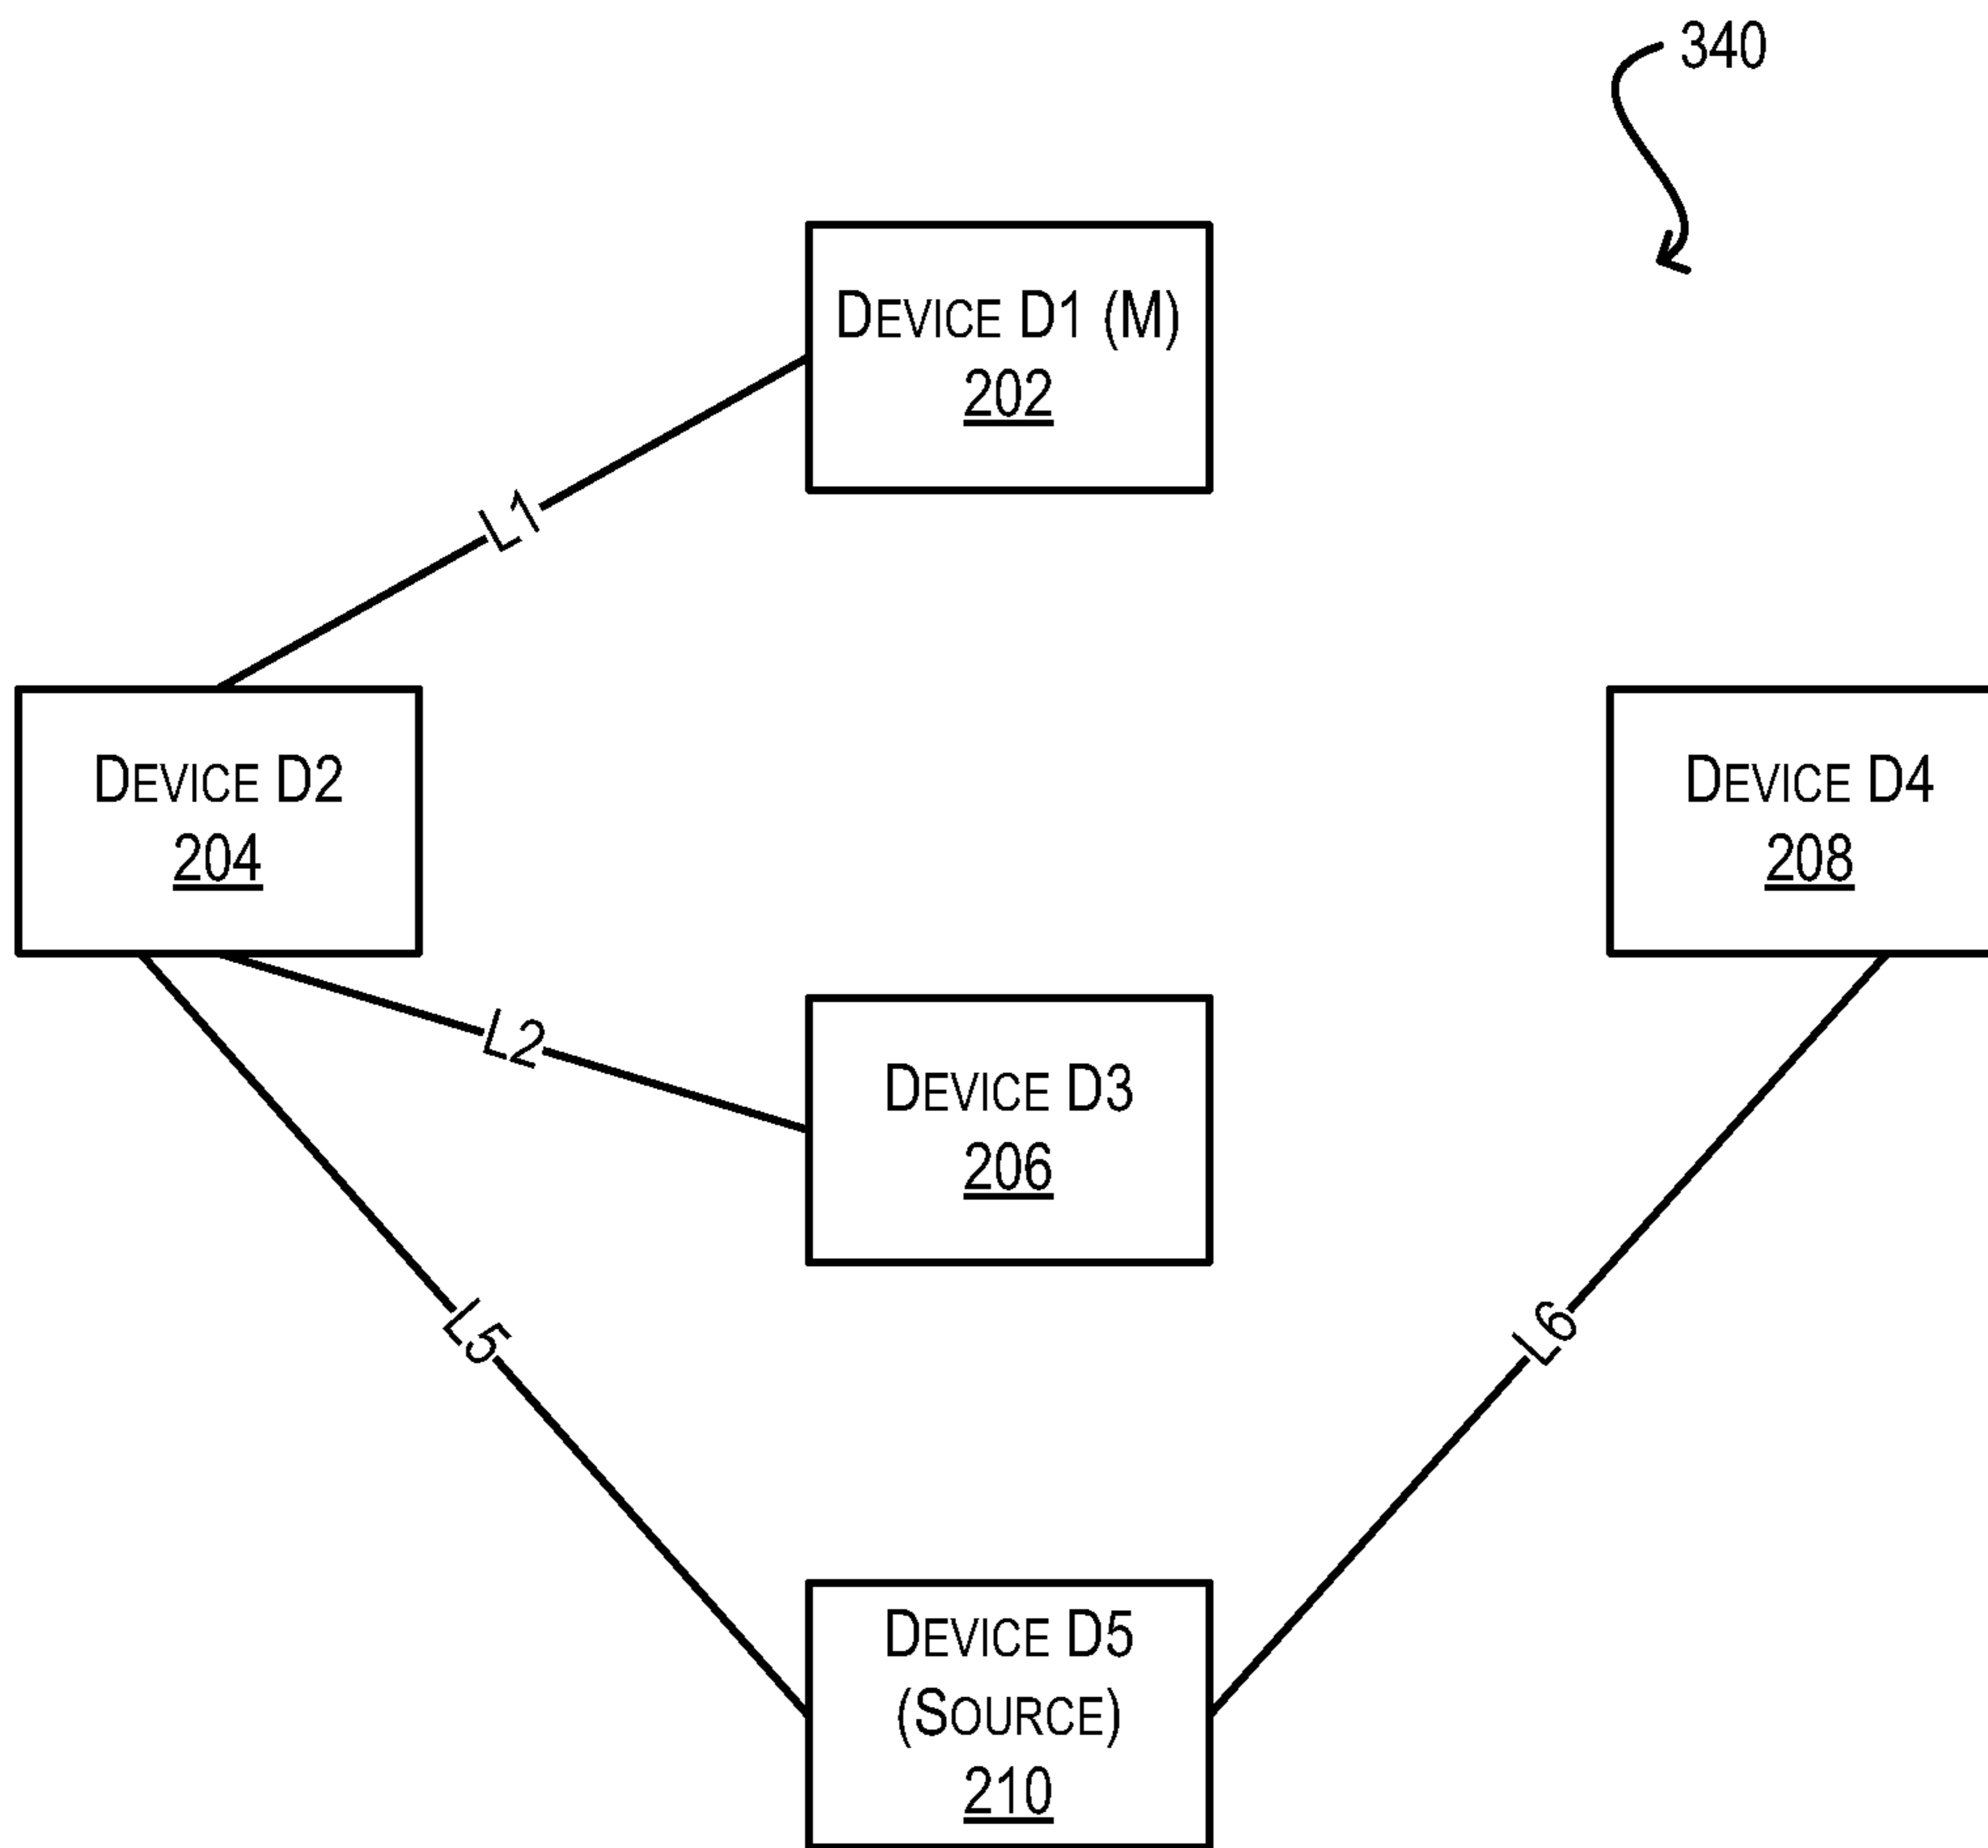 340
DEVICE D1 (M)
202
L1
DEVICE D2
204
DEVICE D4
208
L2
DEVICE D3
206
L5
L6
DEVICE D5
(SOURCE)
210